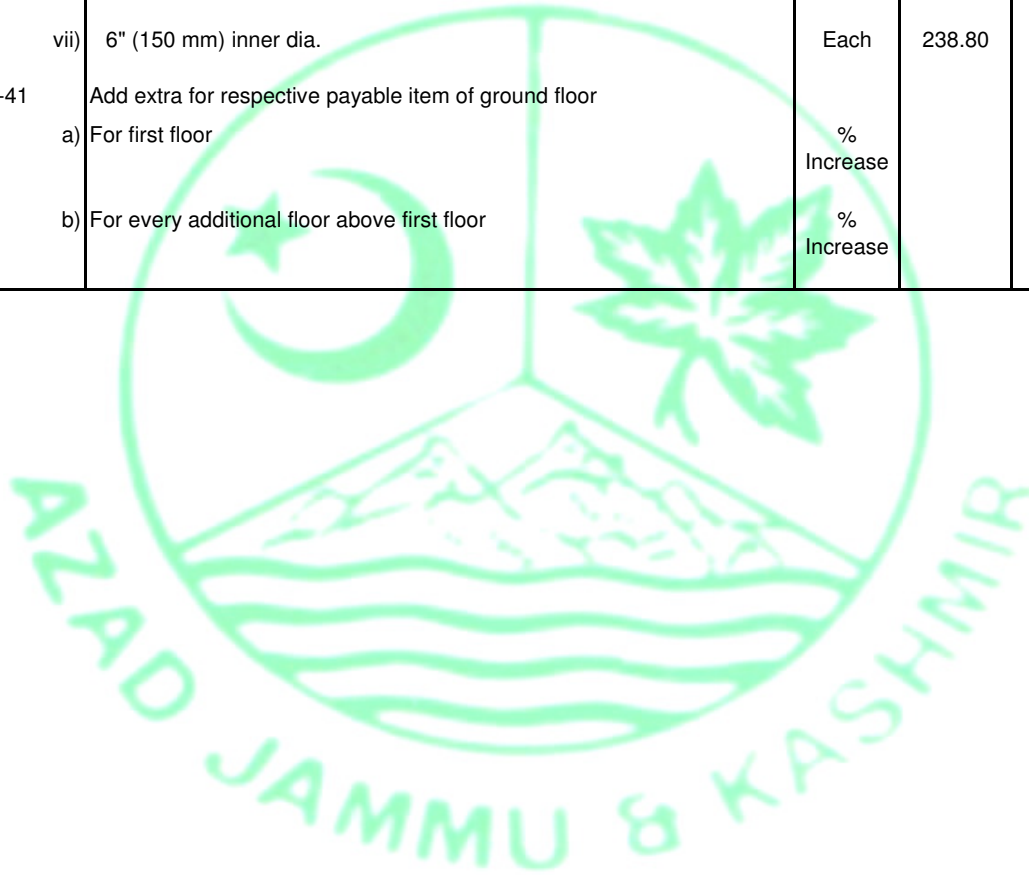 vii) 6" (150 mm) inner dia. Each 238.80
-41 Add extra for respective payable item of ground floor
a) For first floor %
Increase
b) For every additional floor above first floor %
Increase
AZAD JAMMU & KASHMIR